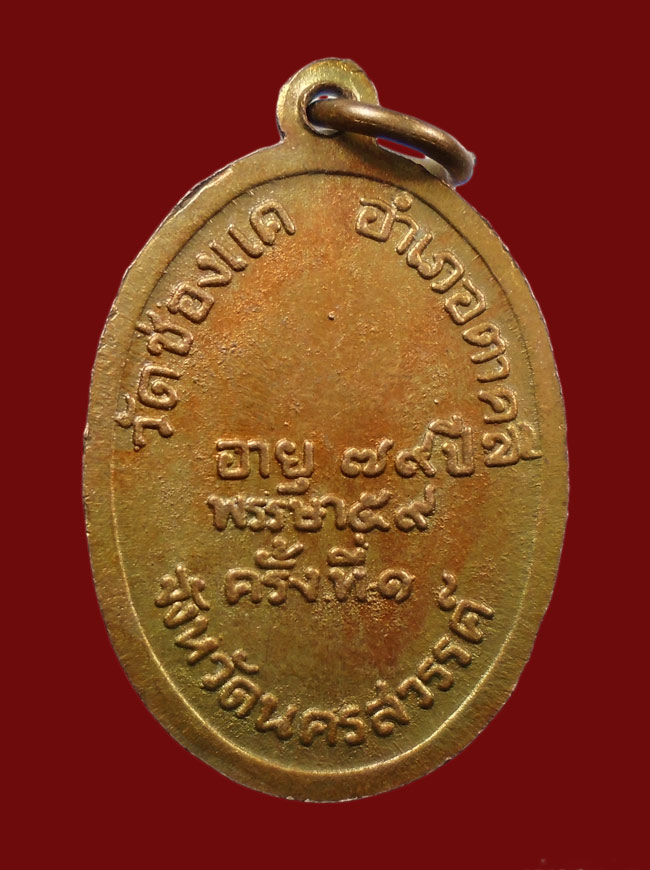 วัดช่องแค อำเภอตาคลี
อายุ ๗๙ปี
พรรษา๕๙
ครั้งที่ ๑
จังหวัดนครสวรรค์